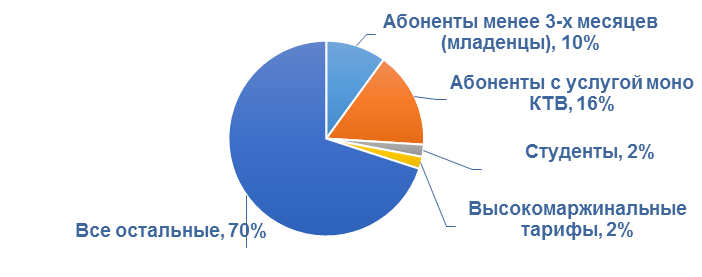 Абоненты менее 3-х месяцев
(младенцы), 10%
Абоненты с услугой моно
КТВ, 16%
Студенты, 2%
Высокомаржинальные
тарифы, 2%
Все остальные, 70%